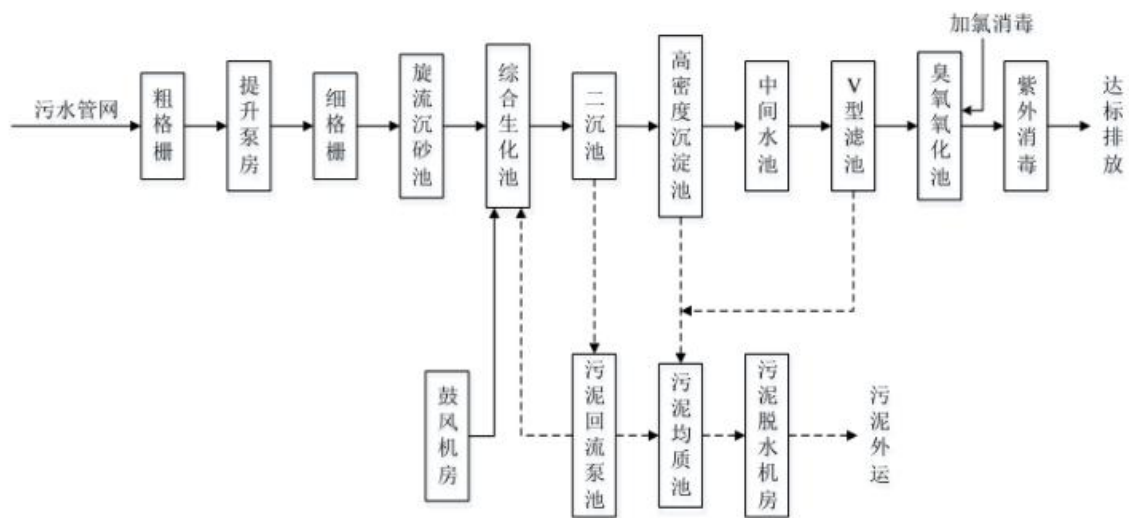 加氯消毒
污水管网
粗格栅
提升泵房
细格栅
旋流沉砂池
综合生化池
二沉池
高密度沉淀池
中间水池
V型滤池
臭氧氧化池
紫外消毒
达标排放
鼓风机房
污泥回流泵池
污泥均质池
污泥脱水机房
污泥外运